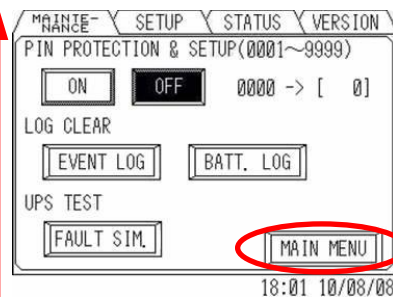 MAINTE-NANCE SETUP STATUS VERSION
PIN PROTECTION & SETUP(0001~9999)
ON OFF 0000 -> [ 0]
LOG CLEAR
EVENT LOG BATT. LOG
UPS TEST
FAULT SIM.
MAIN MENU
18:01 10/08/08